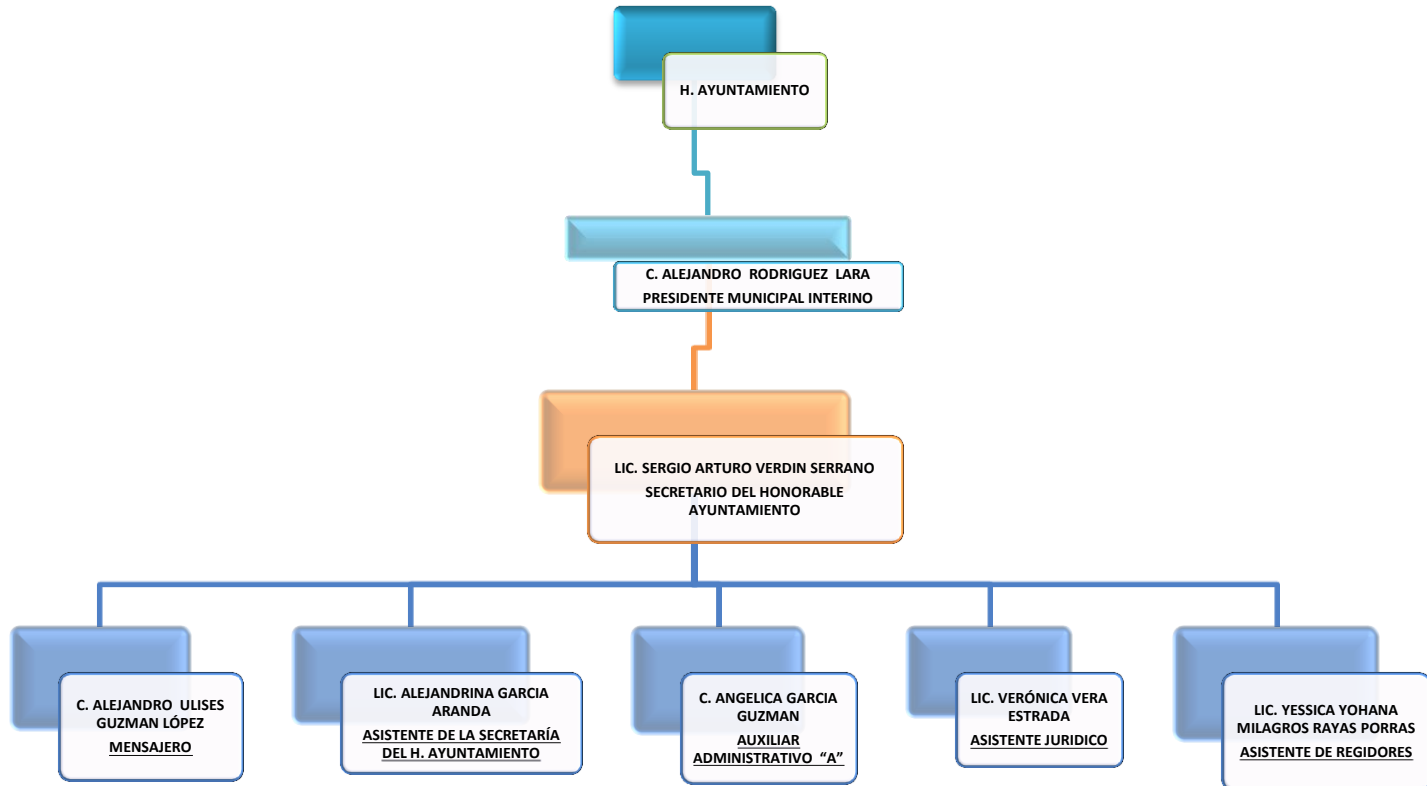 H. AYUNTAMIENTO
C. ALEJANDRO RODRIGUEZ LARA
PRESIDENTE MUNICIPAL INTERINO
LIC. SERGIO ARTURO VERDIN SERRANO
SECRETARIO DEL HONORABLE
AYUNTAMIENTO
C. ALEJANDRO ULISES
GUZMAN LÓPEZ
MENSAJERO
LIC. ALEJANDRINA GARCIA
ARANDA
ASISTENTE DE LA SECRETARÍA
DEL H. AYUNTAMIENTO
C. ANGELICA GARCIA
GUZMAN
AUXILIAR
ADMINISTRATIVO “A”
LIC. VERÓNICA VERA
ESTRADA
ASISTENTE JURIDICO
LIC. YESSICA YOHANA
MILAGROS RAYAS PORRAS
ASISTENTE DE REGIDORES